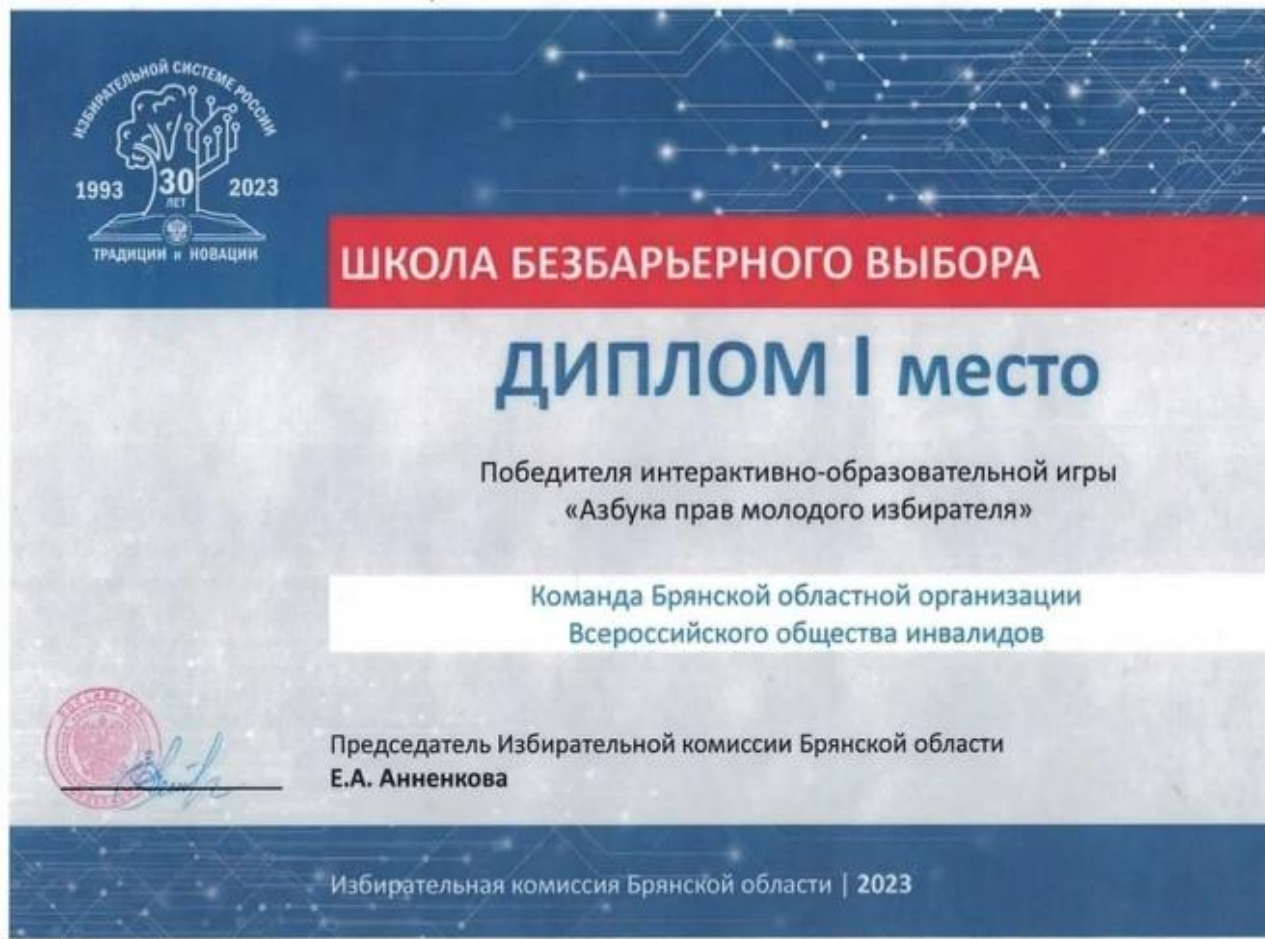 ИЗБИРАТЕЛЬНОЙ СИСТЕМЕ РОССИИ
1993 30 2023
ЛЕТ
ТРАДИЦИИ и НОВАЦИИ
ШКОЛА БЕЗБАРЬЕРНОГО ВЫБОРА
ДИПЛОМ I место
Победителя интерактивно-образовательной игры
«Азбука прав молодого избирателя»
Команда Брянской областной организации
Всероссийского общества инвалидов
Председатель Избирательной комиссии Брянской области
Е.А. Анненкова
Избирательная комиссия Брянской области | 2023